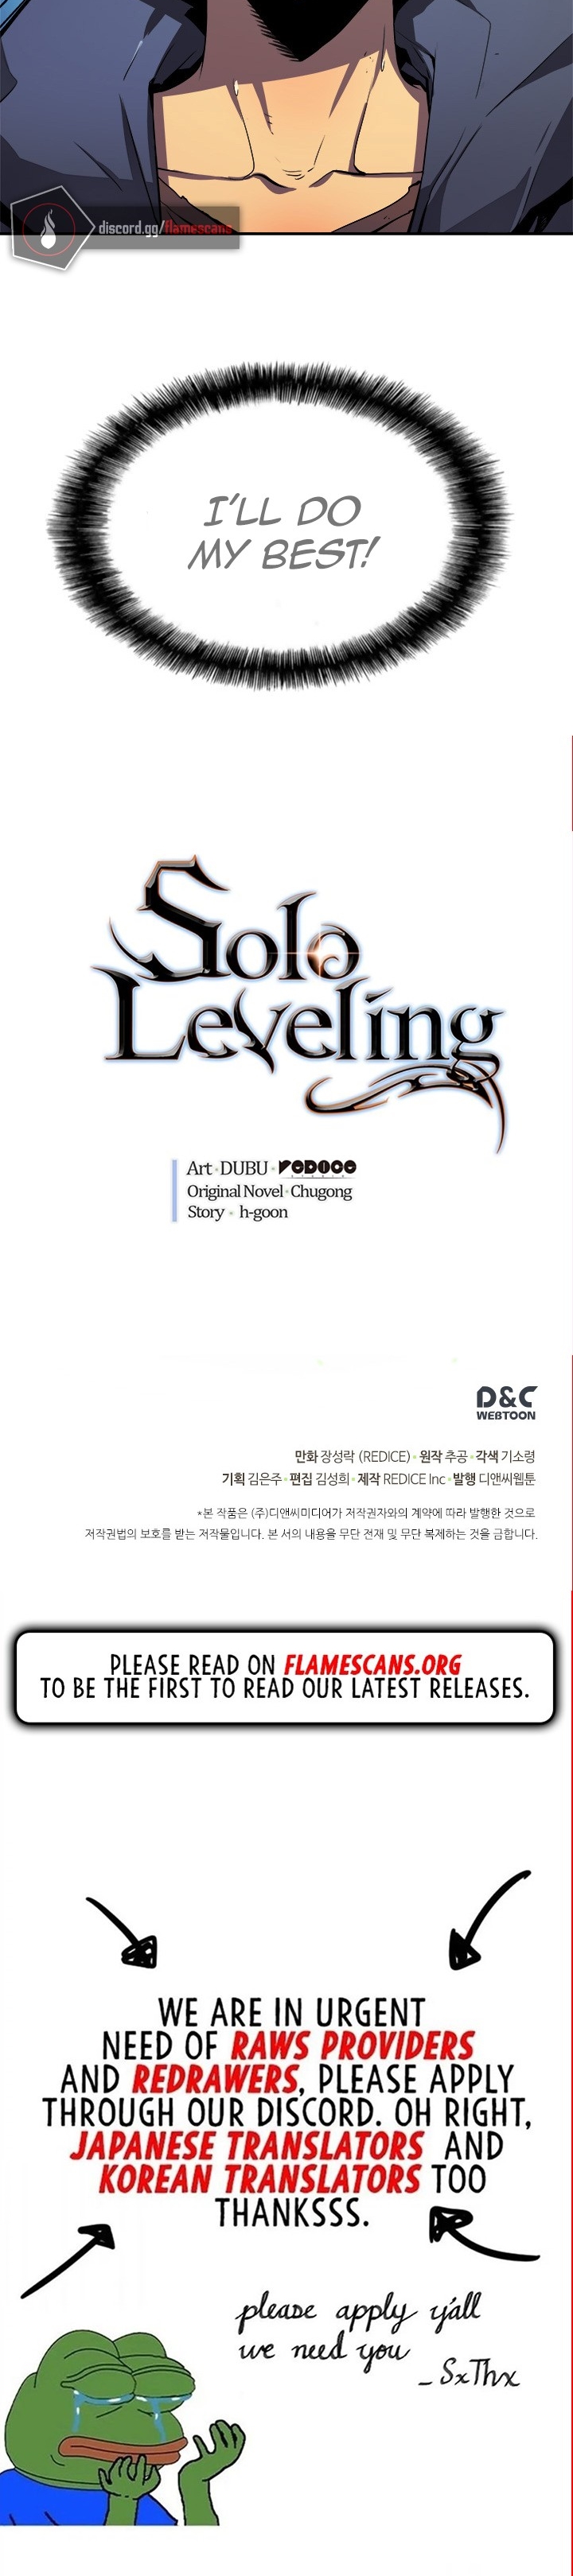 discord.gg/flamescans
I'LL DO
MY BEST!
Solo
Leveling
Art · DUBU · REDICE
Original Novel · Chugong
Story · h-goon
D&C
WEBTOON
만화 장성락 (REDICE) · 원작 추공 · 각색 기소령
기획 김은주 · 편집 김성희 · 제작 REDICE Inc · 발행 디앤씨웹툰
*본 작품은 (주)디앤씨미디어가 저작권자와의 계약에 따라 발행한 것으로
저작권법의 보호를 받는 저작물입니다. 본 서의 내용을 무단 전재 및 무단 복제하는 것을 금합니다.
PLEASE READ ON FLAMESCANS.ORG
TO BE THE FIRST TO READ OUR LATEST RELEASES.
WE ARE IN URGENT
NEED OF RAWS PROVIDERS
AND REDRAWERS, PLEASE APPLY
THROUGH OUR DISCORD. OH RIGHT,
JAPANESE TRANSLATORS AND
KOREAN TRANSLATORS TOO
THANKSSS.
please apply y'all
we need you
- SxThx